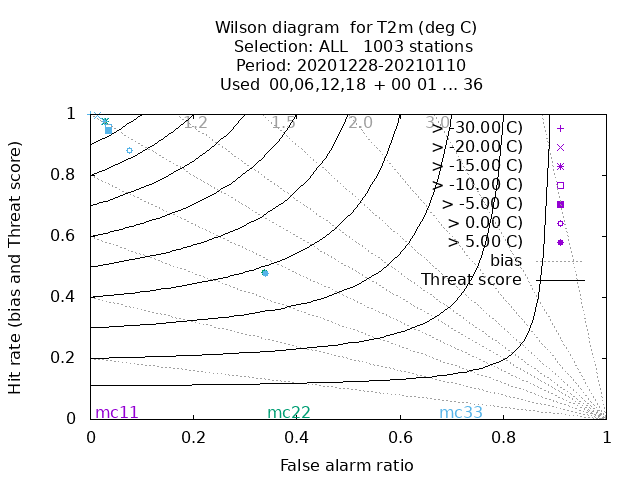 Wilson diagram  for T2m (deg C)
Selection: ALL   1003 stations
Period: 20201228-20210110
Used  00,06,12,18  + 00 01 ... 36
Hit rate (bias and Threat score)
1
0.8
0.6
0.4
0.2
0
1.2
1.5
2.0
3.0
> -30.00 C)
> -20.00 C)
> -15.00 C)
> -10.00 C)
> -5.00 C)
> 0.00 C)
> 5.00 C)
bias
Threat score
mc11
mc22
mc33
0
0.2
0.4
0.6
0.8
1
False alarm ratio